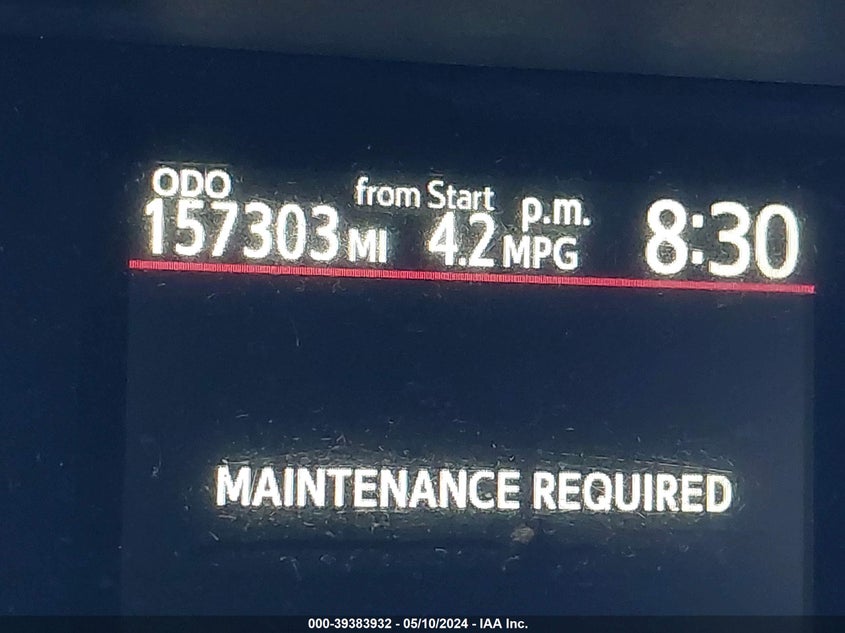 ODO from Start p.m. 8:30
157303 MI 4.2 MPG
MAINTENANCE REQUIRED
000-39383932 - 05/10/2024 - IAA Inc.